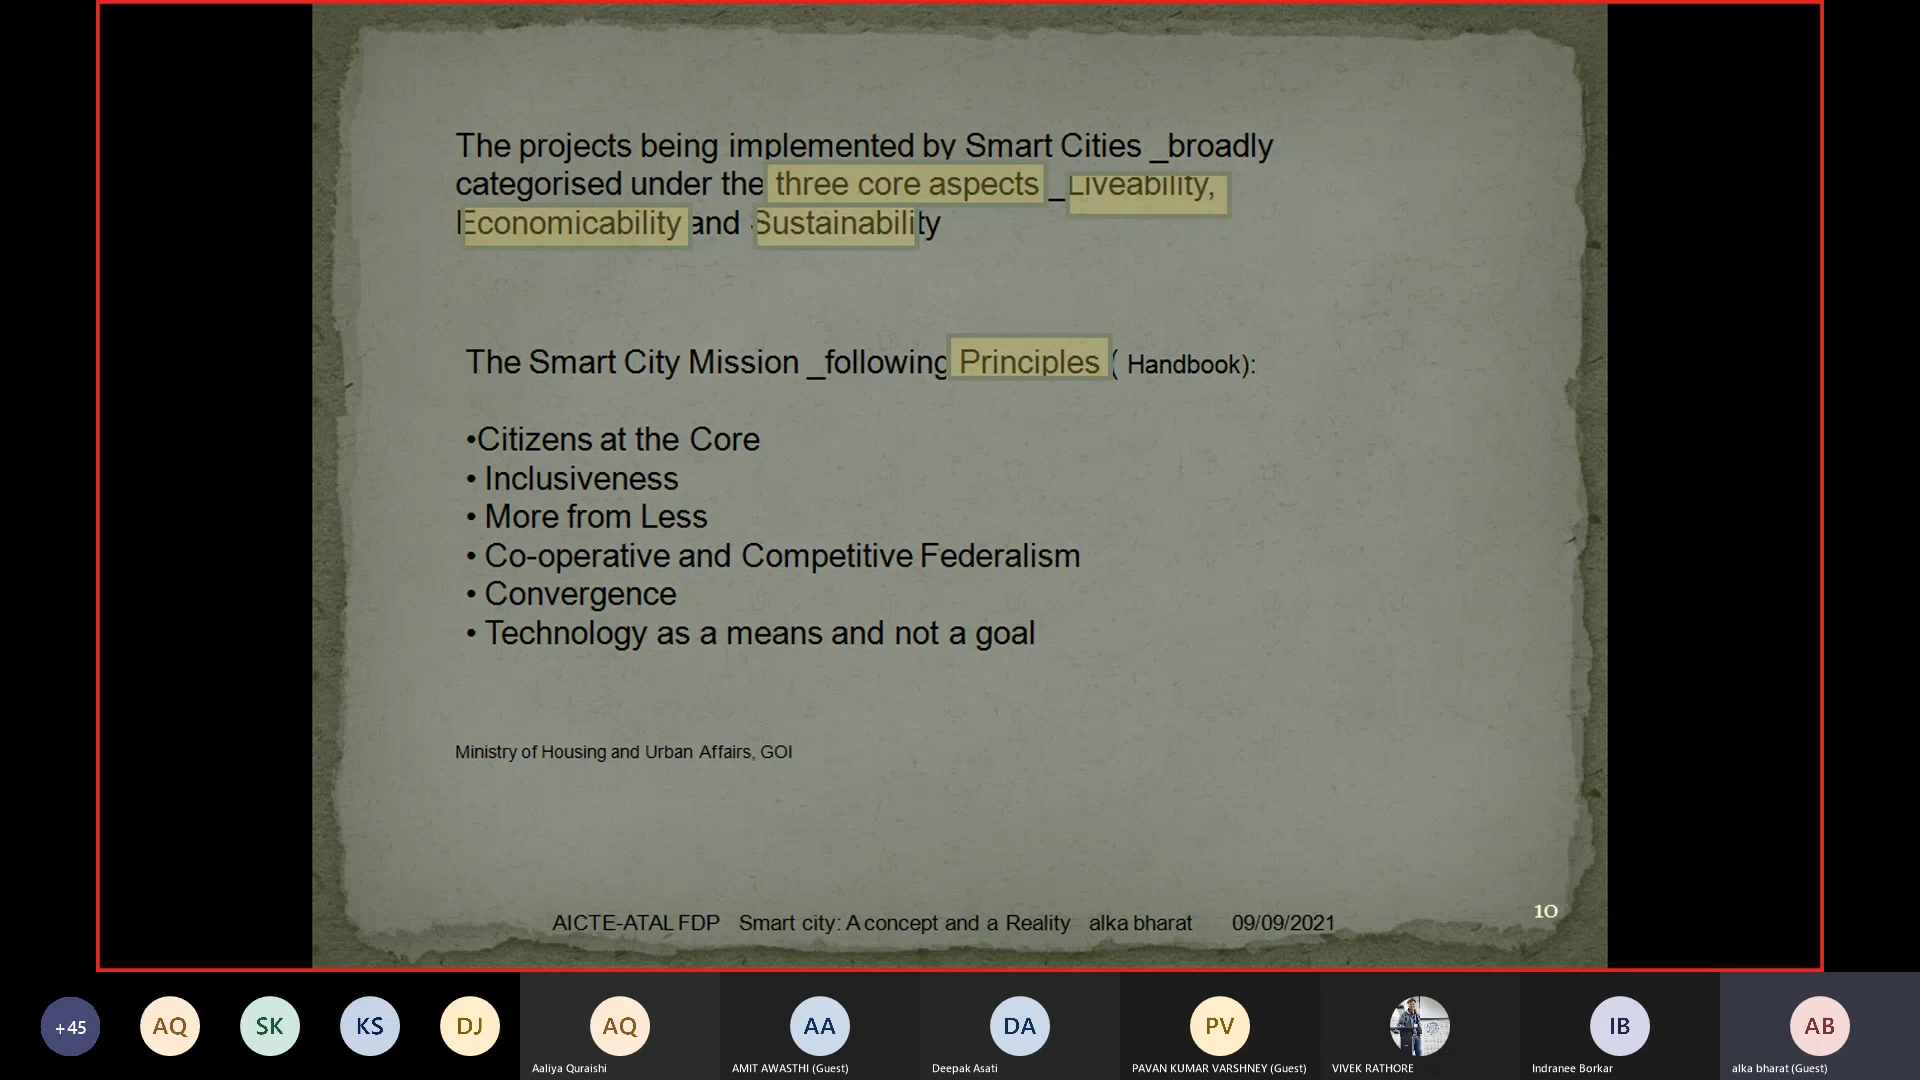 The projects being implemented by Smart Cities _broadly
categorised under the three core aspects _Liveability,
Economicability and Sustainability
The Smart City Mission _following Principles ( Handbook):
•Citizens at the Core
• Inclusiveness
• More from Less
• Co-operative and Competitive Federalism
• Convergence
• Technology as a means and not a goal
Ministry of Housing and Urban Affairs, GOI
AICTE-ATAL FDP Smart city: A concept and a Reality alka bharat 09/09/2021
10
+45 AQ SK KS DJ AQ AA DA PV IB AB
Aaliya Quraishi AMIT AWASTHI (Guest) Deepak Asati PAVAN KUMAR VARSHNEY (Guest) VIVEK RATHORE Indranee Borkar alka bharat (Guest)